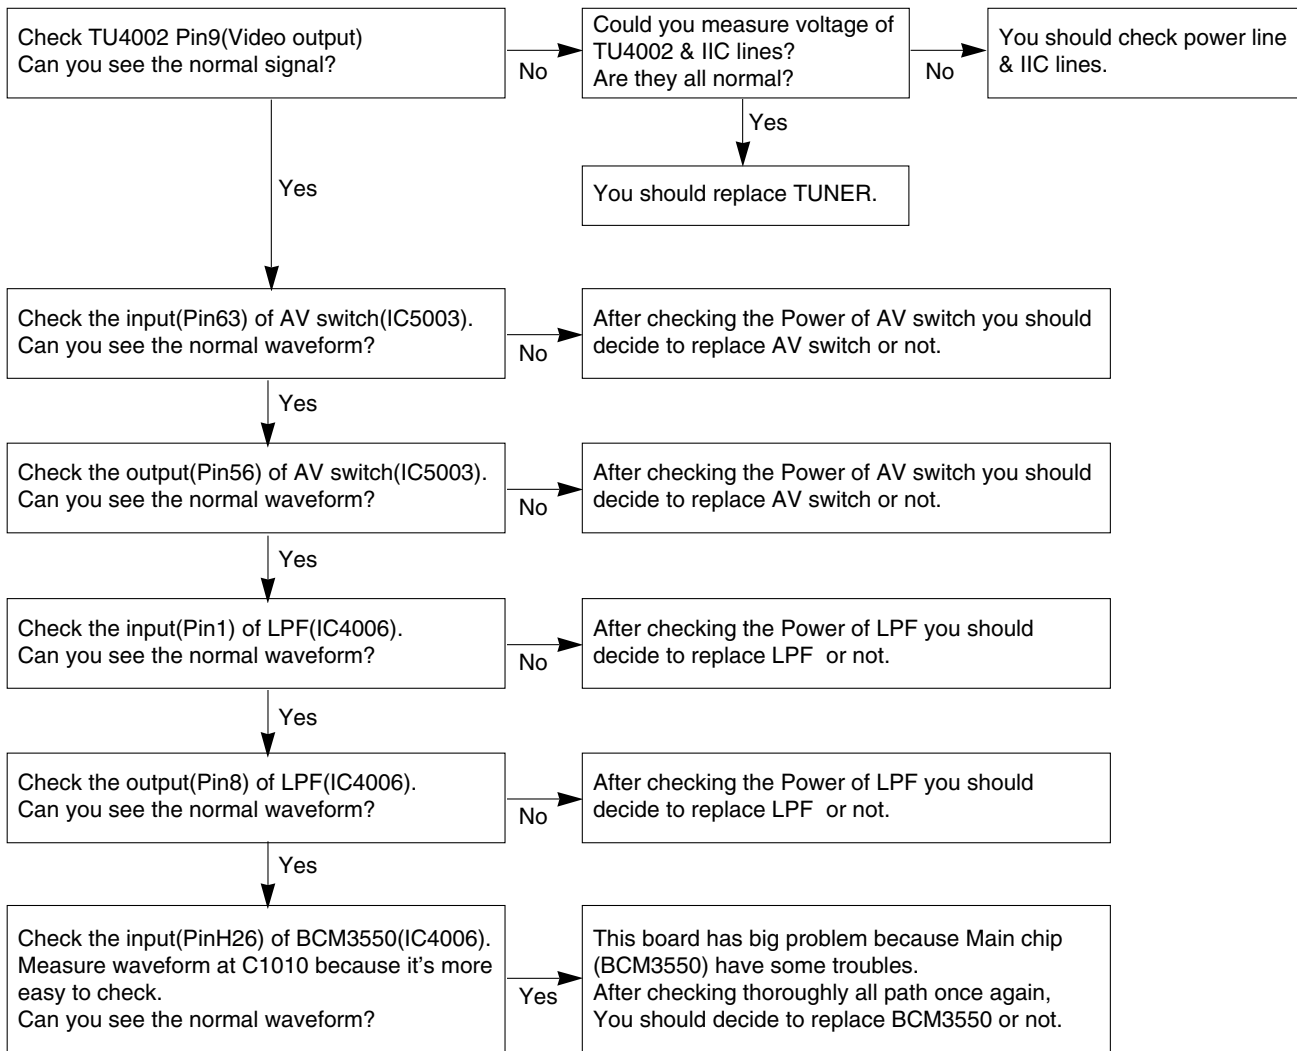 Check TU4002 Pin9(Video output)
Can you see the normal signal?
No
Could you measure voltage of
TU4002 & IIC lines?
Are they all normal?
No
You should check power line
& IIC lines.
Yes
You should replace TUNER.
Yes
Check the input(Pin63) of AV switch(IC5003).
Can you see the normal waveform?
No
After checking the Power of AV switch you should
decide to replace AV switch or not.
Yes
Check the output(Pin56) of AV switch(IC5003).
Can you see the normal waveform?
No
After checking the Power of AV switch you should
decide to replace AV switch or not.
Yes
Check the input(Pin1) of LPF(IC4006).
Can you see the normal waveform?
No
After checking the Power of LPF you should
decide to replace LPF  or not.
Yes
Check the output(Pin8) of LPF(IC4006).
Can you see the normal waveform?
No
After checking the Power of LPF you should
decide to replace LPF  or not.
Yes
Check the input(PinH26) of BCM3550(IC4006).
Measure waveform at C1010 because it's more
easy to check.
Can you see the normal waveform?
Yes
This board has big problem because Main chip
(BCM3550) have some troubles.
After checking thoroughly all path once again,
You should decide to replace BCM3550 or not.